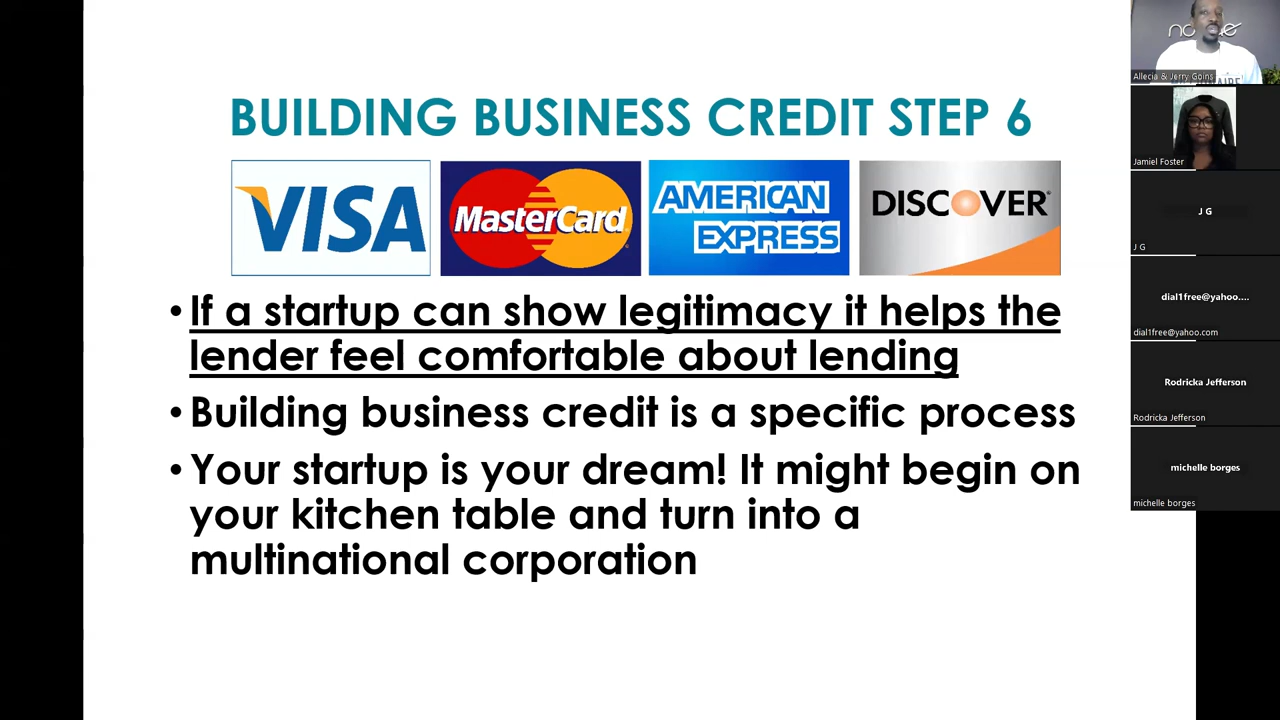 BUILDING BUSINESS CREDIT STEP 6
VISA
MasterCard
AMERICAN
EXPRESS
DISCOVER
• If a startup can show legitimacy it helps the
lender feel comfortable about lending
• Building business credit is a specific process
• Your startup is your dream! It might begin on
your kitchen table and turn into a
multinational corporation
Allecia & Jerry Goins
Jamiel Foster
J G
J G
dial1free@yahoo....
dial1free@yahoo.com
Rodricka Jefferson
Rodricka Jefferson
michelle borges
michelle borges